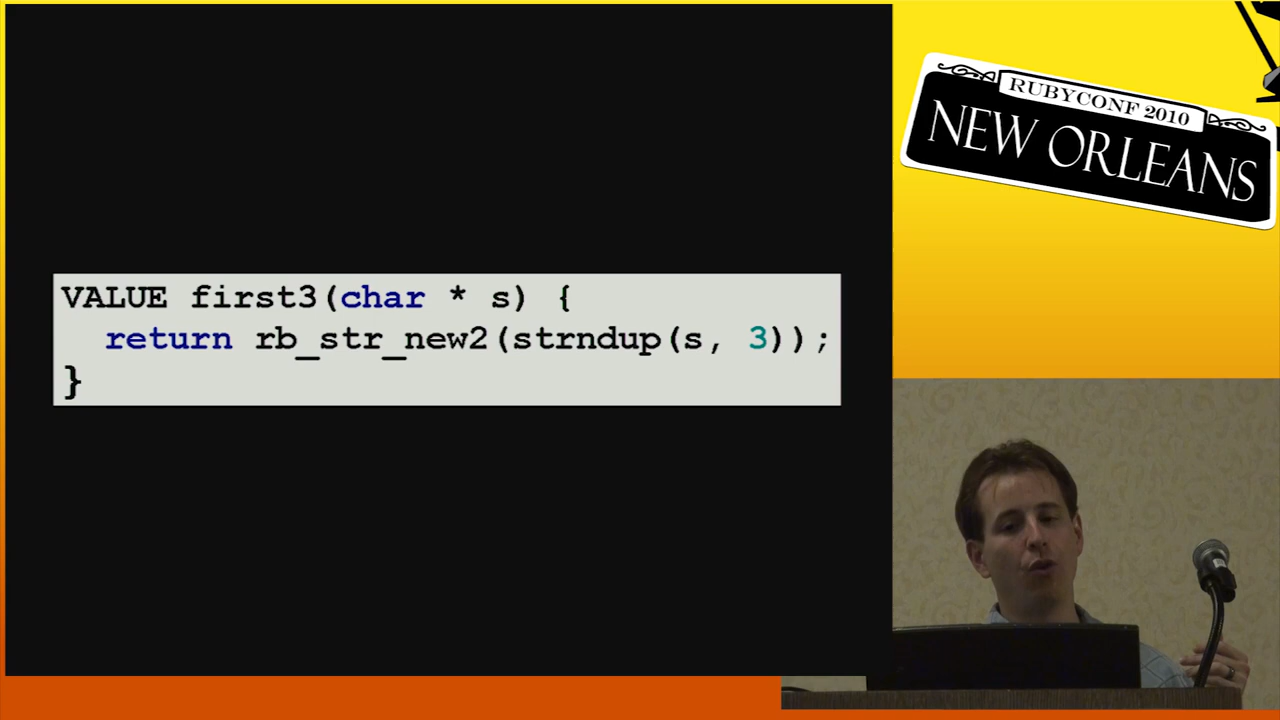 VALUE first3(char * s) {
  return rb_str_new2(strndup(s, 3));
}
RUBYCONF 2010
NEW ORLEANS